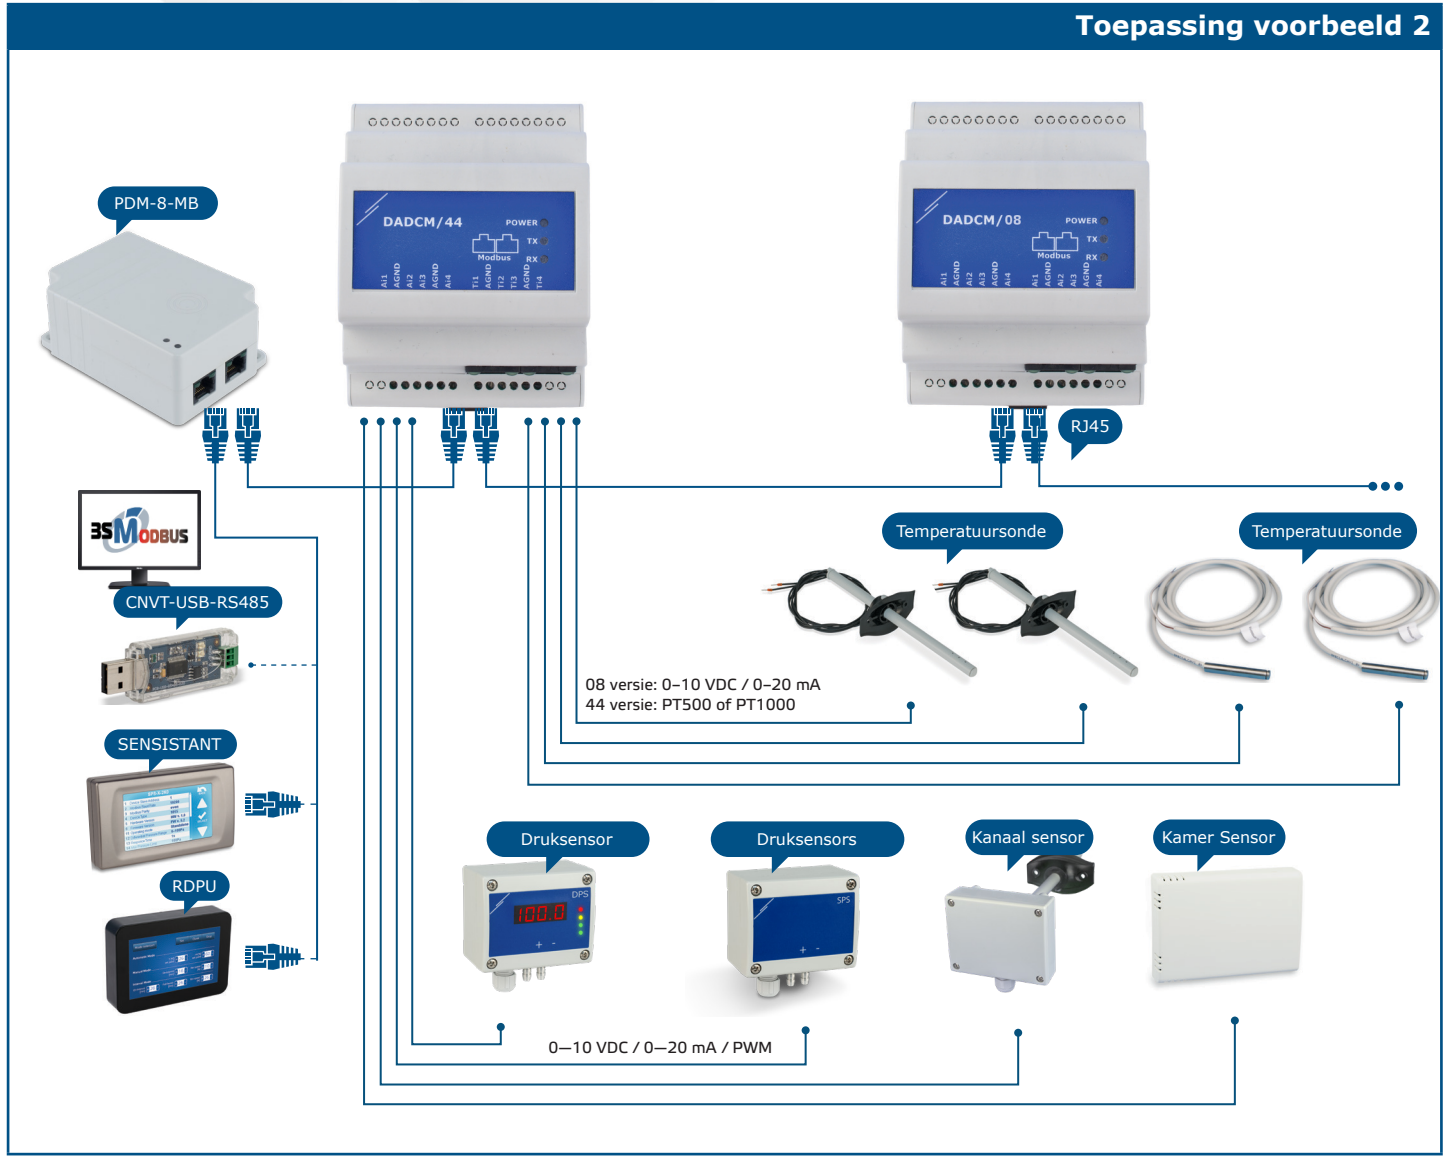 Toepassing voorbeeld 2
PDM-8-MB
DADCM/44
POWER
TX
RX
Modbus
Ai1
AGND
Ai2
Ai3
AGND
Ai4
Ti1
AGND
Ti2
Ti3
AGND
Ti4
DADCM/08
POWER
TX
RX
Modbus
Ai1
AGND
Ai2
Ai3
AGND
Ai4
Ai1
AGND
Ai2
Ai3
AGND
Ai4
RJ45
3SMODBUS
CNVT-USB-RS485
Temperatuursonde
Temperatuursonde
08 versie: 0–10 VDC / 0–20 mA
44 versie: PT500 of PT1000
SENSISTANT
RDPU
Druksensor
Druksensors
Kanaal sensor
Kamer Sensor
DPS
100.0
+ -
SPS
+ -
0—10 VDC / 0—20 mA / PWM